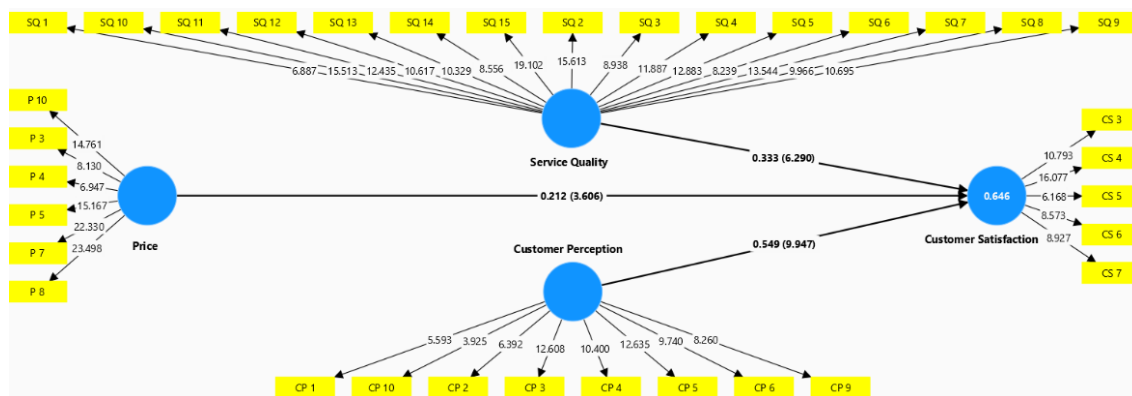 SQ 1 SQ 10 SQ 11 SQ 12 SQ 13 SQ 14 SQ 15 SQ 2 SQ 3 SQ 4 SQ 5 SQ 6 SQ 7 SQ 8 SQ 9
6.887 15.513 12.435 10.617 10.329 8.556 19.102 15.613 8.938 11.887 12.883 8.239 13.544 9.966 10.695
Service Quality
P 10
P 3
P 4
P 5
P 7
P 8
14.761
8.130
6.947
15.167
22.330
23.498
Price
0.333 (6.290)
0.212 (3.606)
0.549 (9.947)
Customer Perception
0.646
Customer Satisfaction
10.793
16.077
6.168
8.573
8.927
CS 3
CS 4
CS 5
CS 6
CS 7
5.593 3.925 6.392 12.608 10.400 12.635 9.740 8.260
CP 1 CP 10 CP 2 CP 3 CP 4 CP 5 CP 6 CP 9